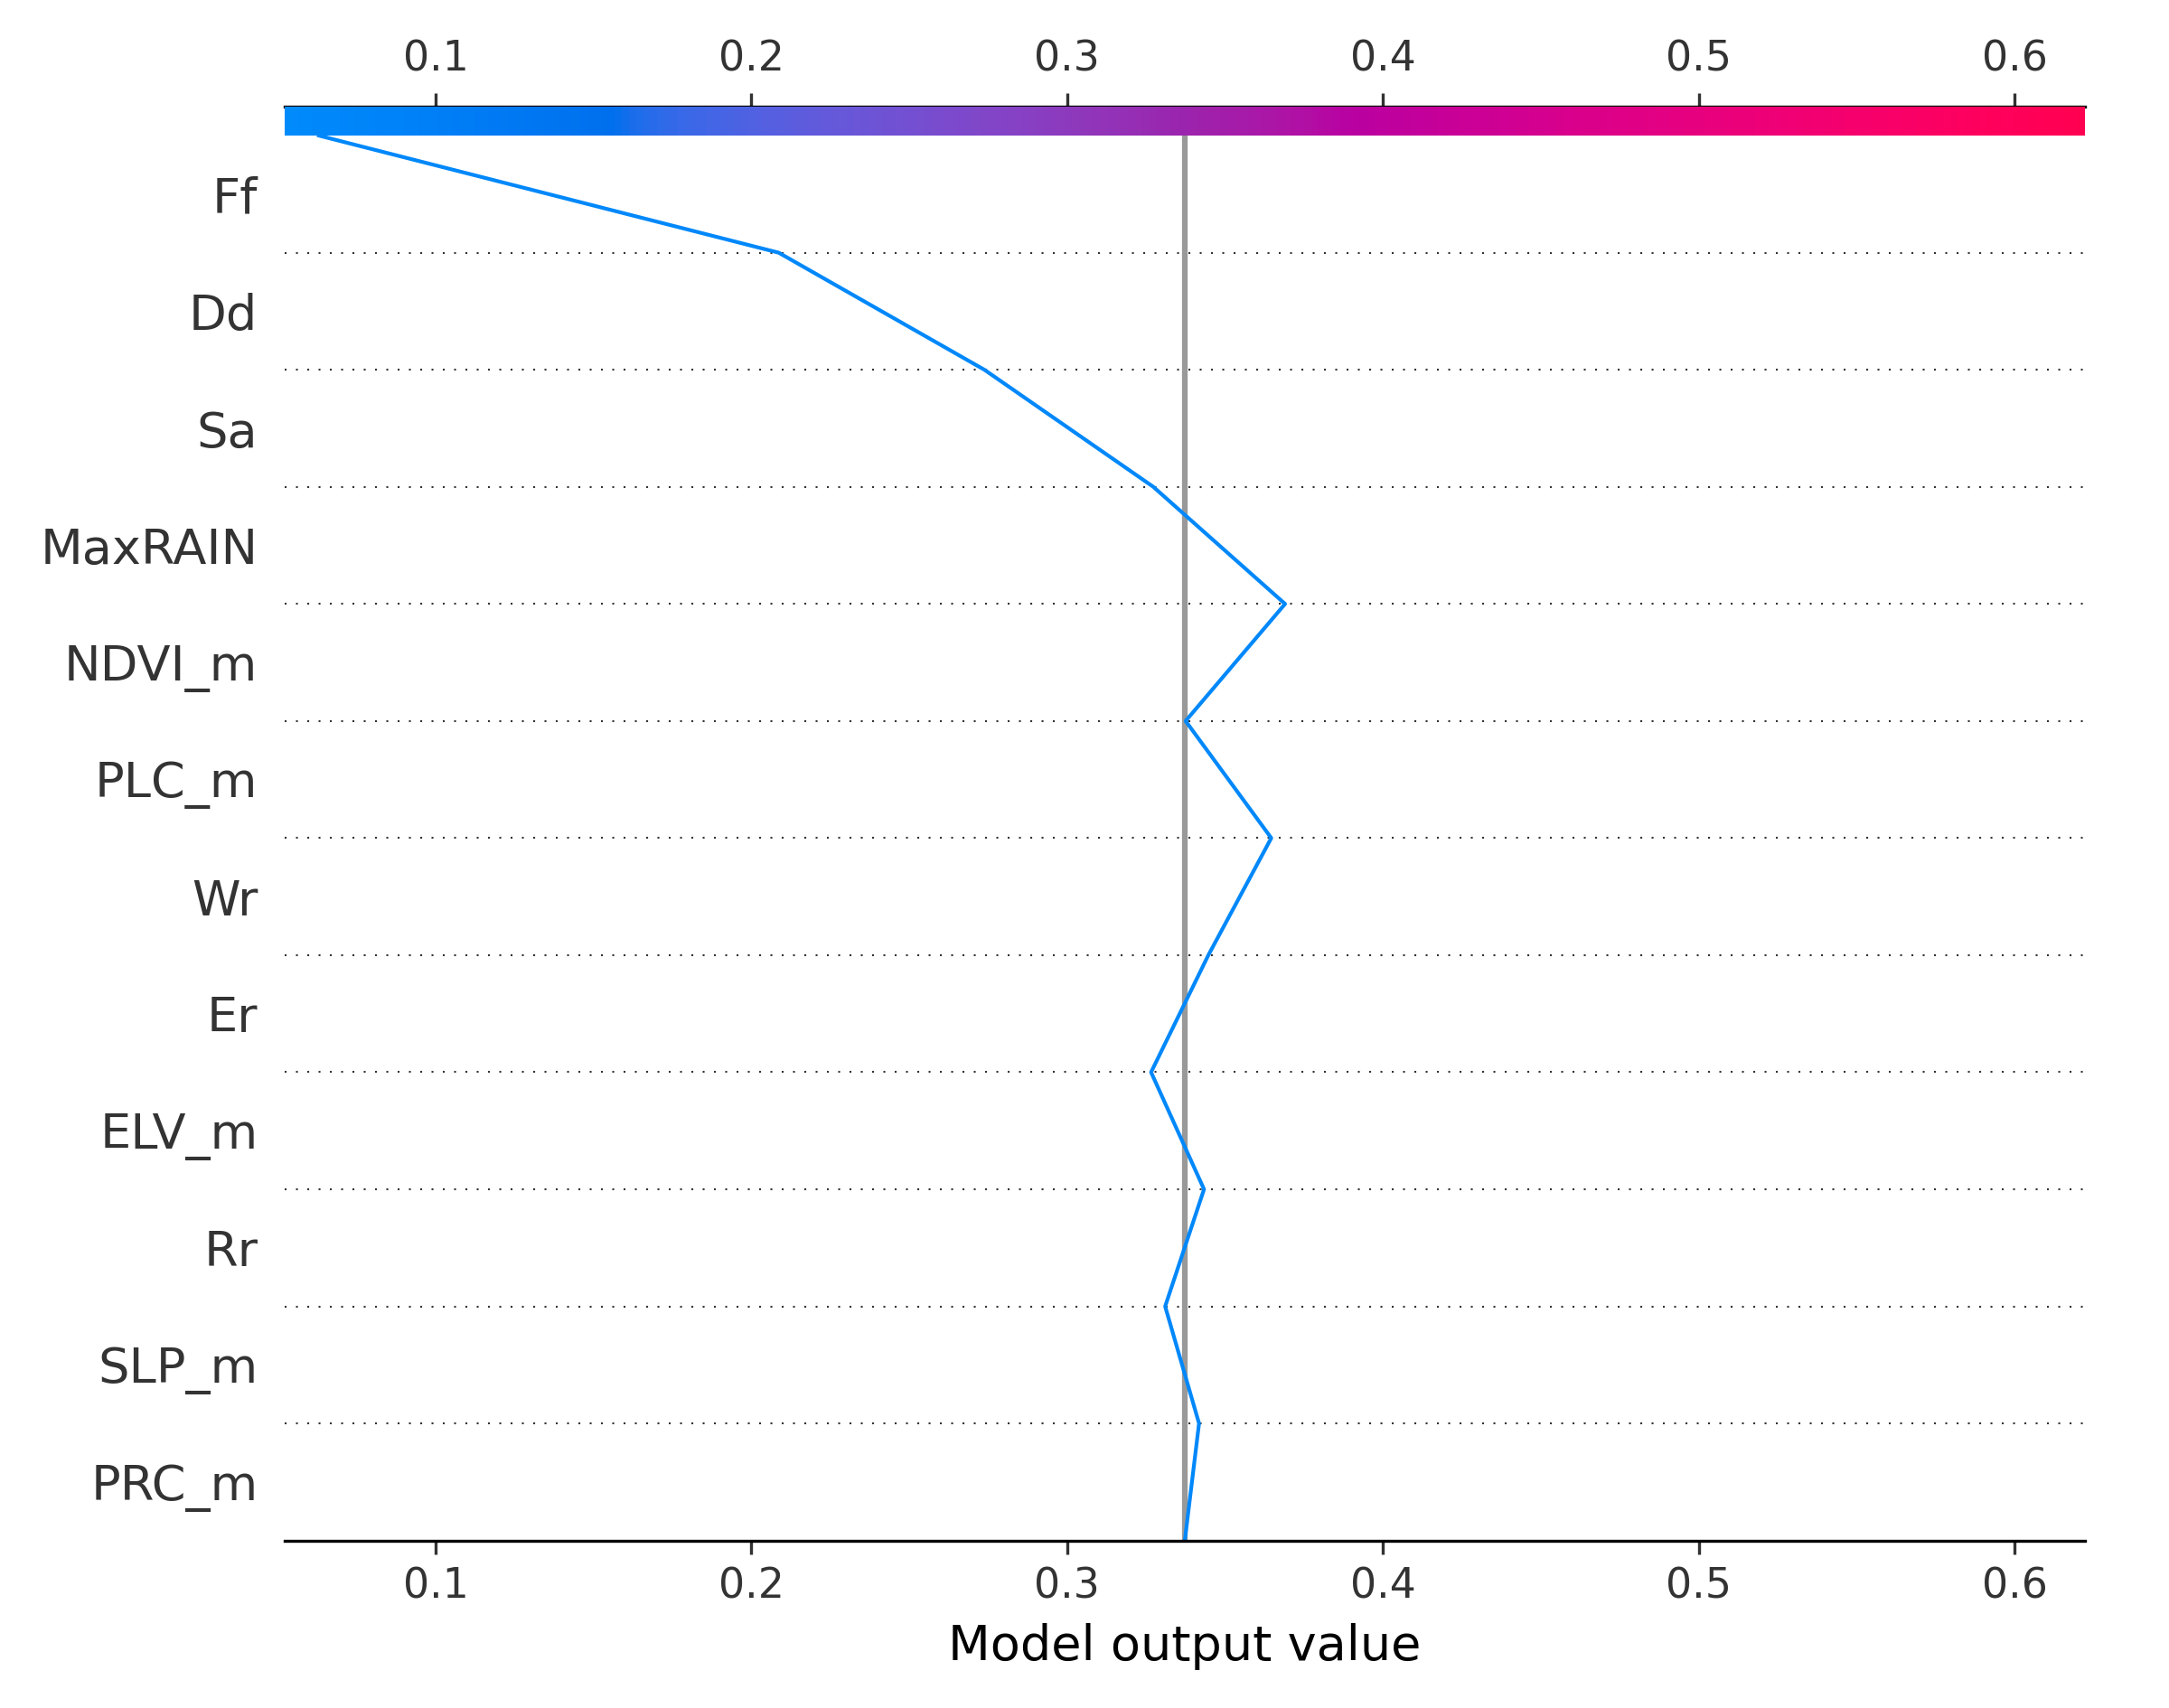 0.1 0.2 0.3 0.4 0.5 0.6
Ff
Dd
Sa
MaxRAIN
NDVI_m
PLC_m
Wr
Er
ELV_m
Rr
SLP_m
PRC_m
0.1 0.2 0.3 0.4 0.5 0.6
Model output value